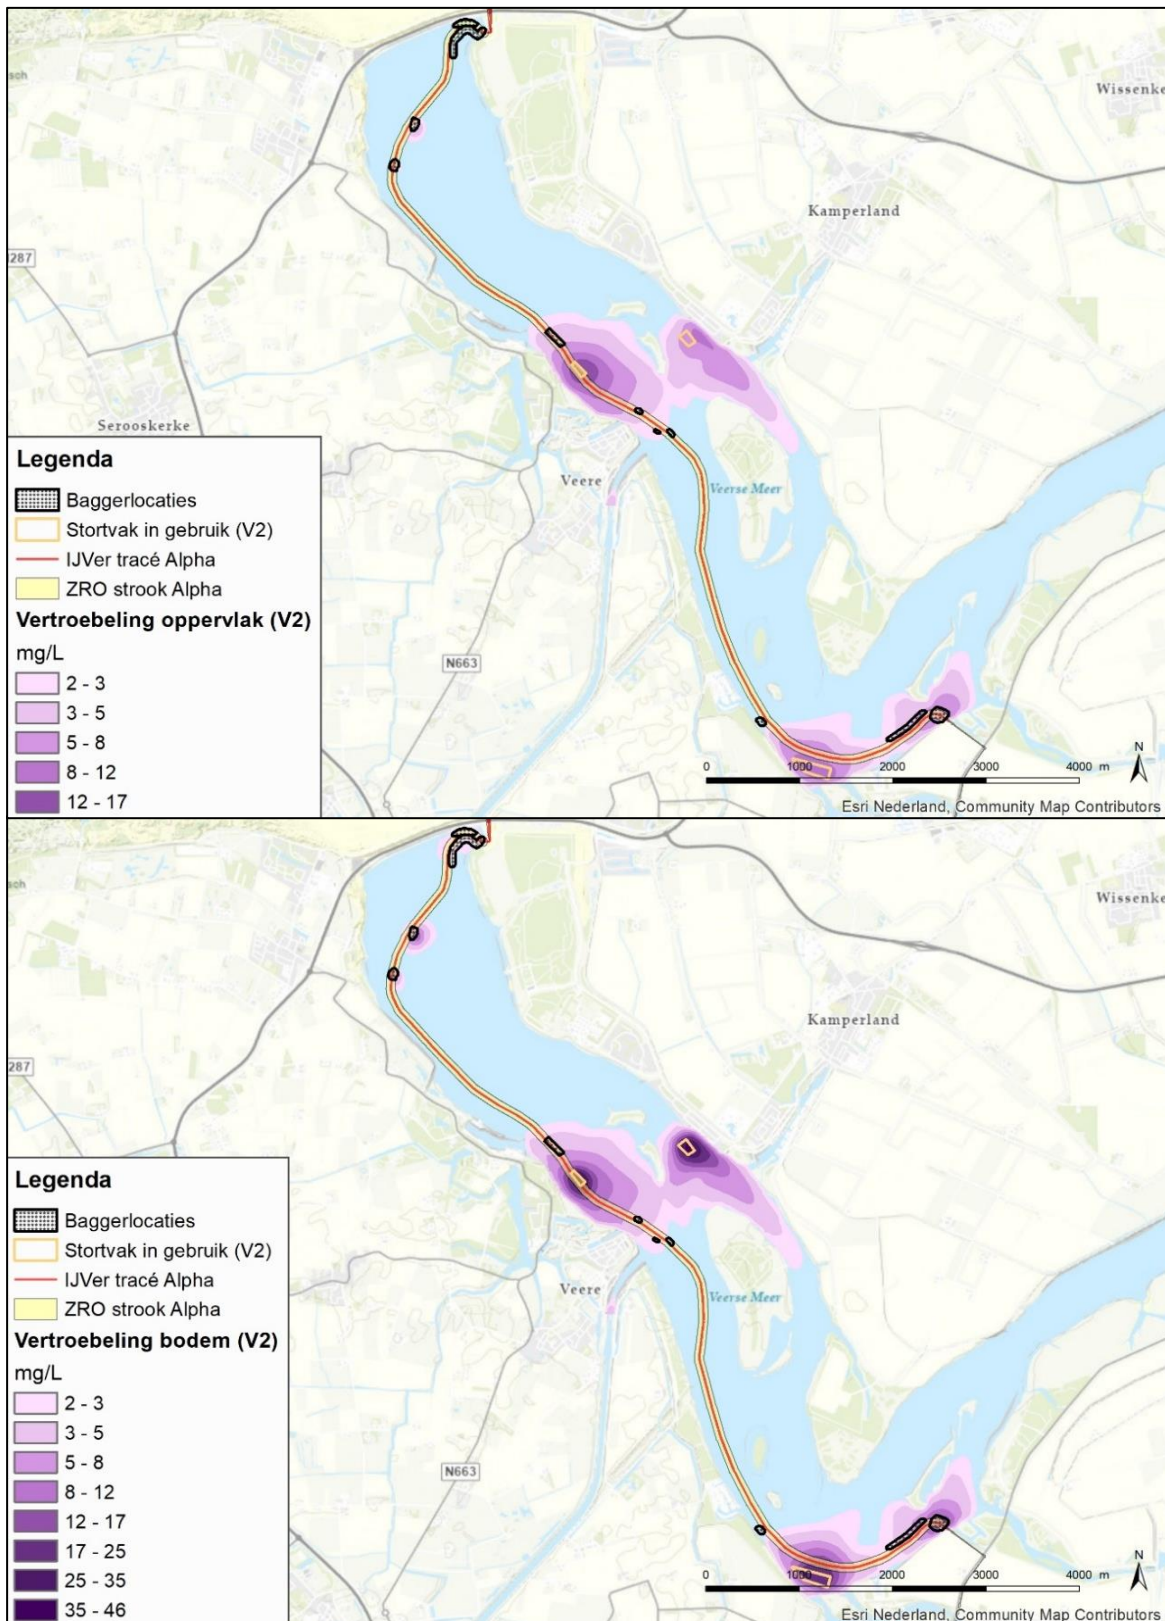 sch
Wissenke
Kamperland
287
Serooskerke
Veere
Veerse Meer
N663
Legenda
Baggerlocaties
Stortvak in gebruik (V2)
IJVer tracé Alpha
ZRO strook Alpha
Vertroebeling oppervlak (V2)
mg/L
2 - 3
3 - 5
5 - 8
8 - 12
12 - 17
0 1000 2000 3000 4000 m
N
Esri Nederland, Community Map Contributors
sch
Wissenke
Kamperland
287
Veere
Veerse Meer
N663
Legenda
Baggerlocaties
Stortvak in gebruik (V2)
IJVer tracé Alpha
ZRO strook Alpha
Vertroebeling bodem (V2)
mg/L
2 - 3
3 - 5
5 - 8
8 - 12
12 - 17
17 - 25
25 - 35
35 - 46
0 1000 2000 3000 4000 m
N
Esri Nederland, Community Map Contributors